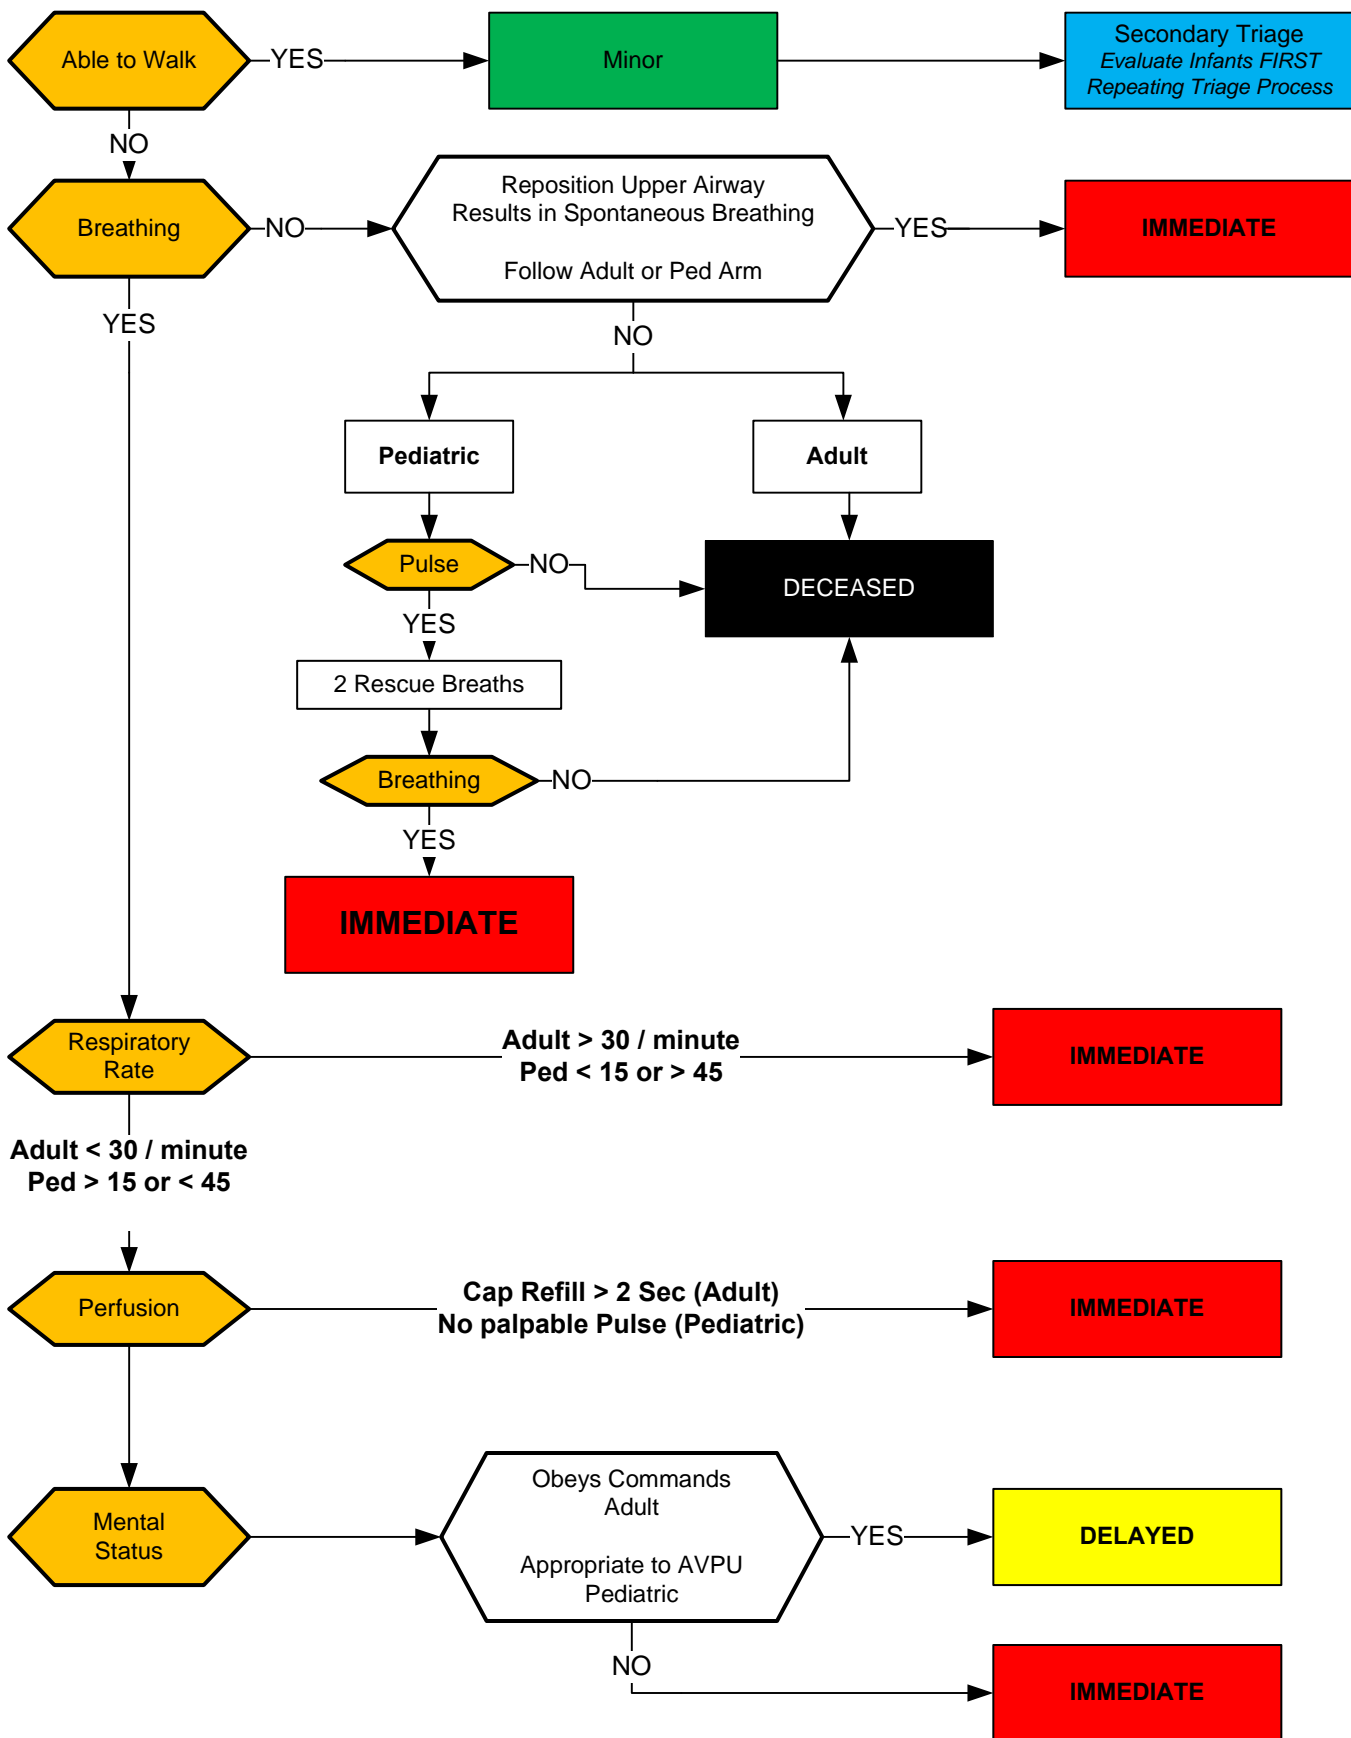 Able to Walk
YES
Minor
Secondary Triage
Evaluate Infants FIRST
Repeating Triage Process
NO
Breathing
NO
Reposition Upper Airway
Results in Spontaneous Breathing
Follow Adult or Ped Arm
YES
IMMEDIATE
YES
NO
Pediatric
Adult
Pulse
NO
DECEASED
YES
2 Rescue Breaths
Breathing
NO
YES
IMMEDIATE
Respiratory
Rate
Adult > 30 / minute
Ped < 15 or > 45
IMMEDIATE
Adult < 30 / minute
Ped > 15 or < 45
Perfusion
Cap Refill > 2 Sec (Adult)
No palpable Pulse (Pediatric)
IMMEDIATE
Mental
Status
Obeys Commands
Adult
Appropriate to AVPU
Pediatric
YES
DELAYED
NO
IMMEDIATE